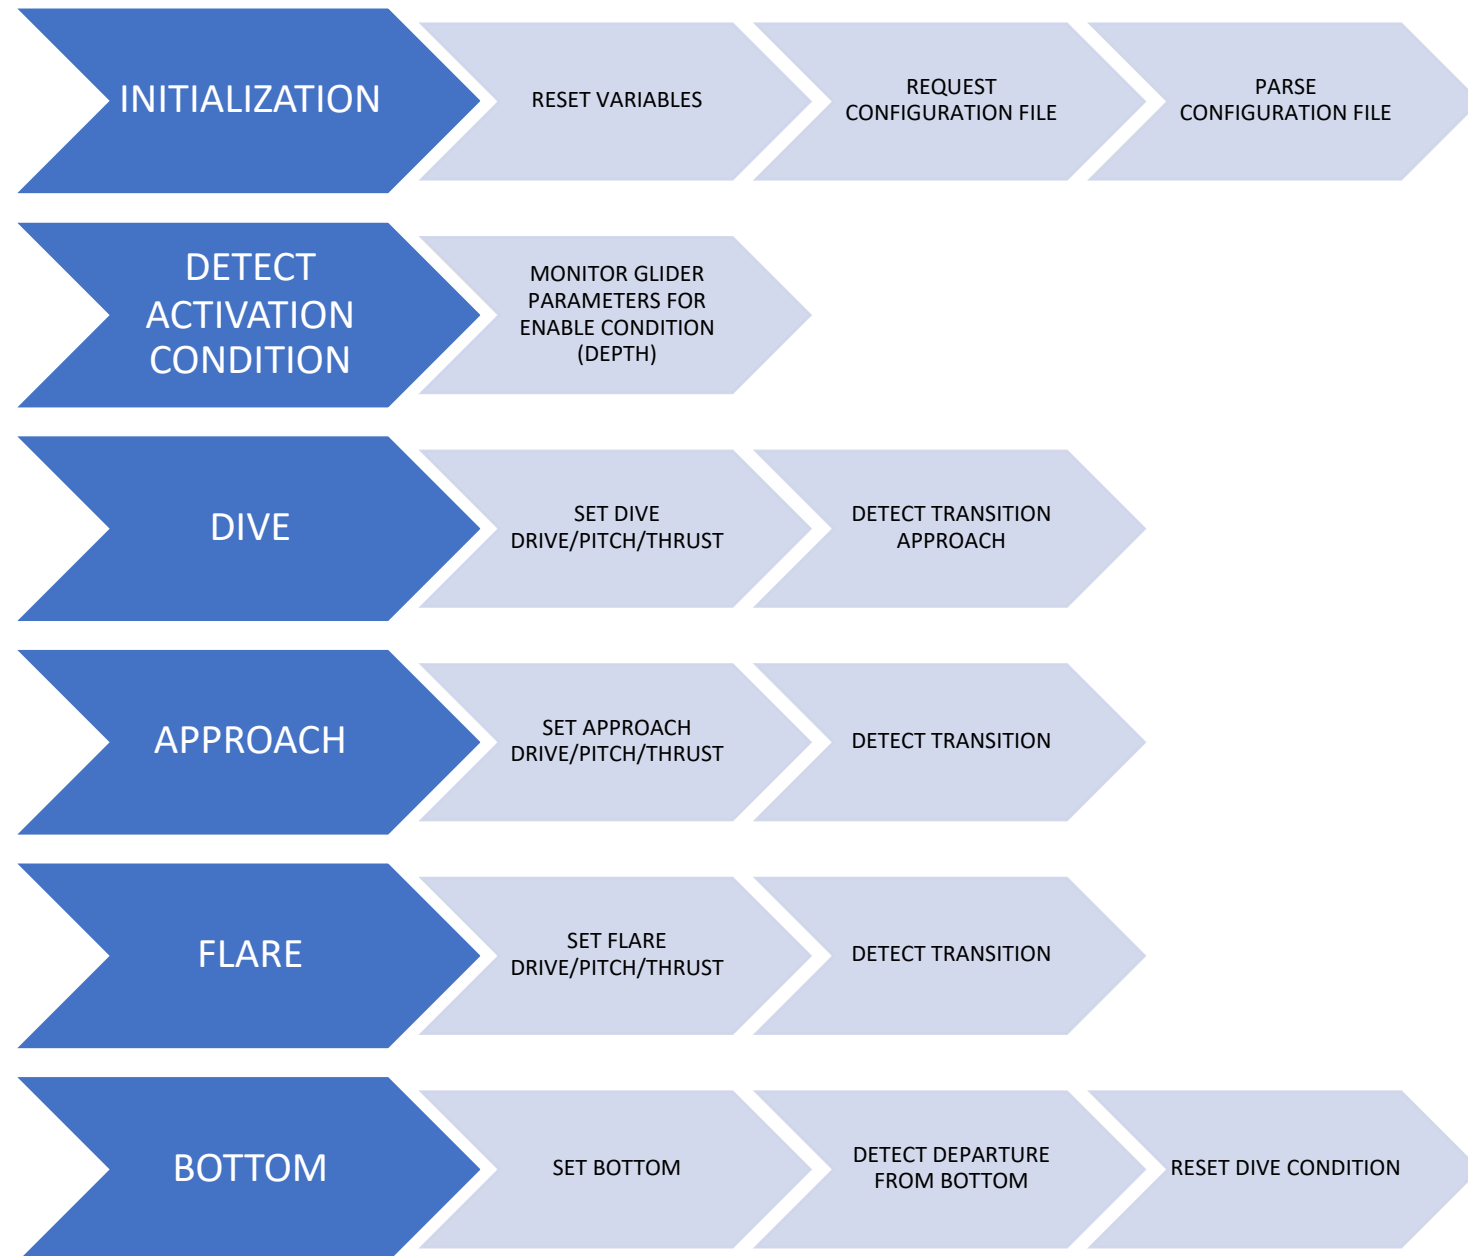 INITIALIZATION
RESET VARIABLES
REQUEST
CONFIGURATION FILE
PARSE
CONFIGURATION FILE
DETECT
ACTIVATION
CONDITION
MONITOR GLIDER
PARAMETERS FOR
ENABLE CONDITION
(DEPTH)
DIVE
SET DIVE
DRIVE/PITCH/THRUST
DETECT TRANSITION
APPROACH
APPROACH
SET APPROACH
DRIVE/PITCH/THRUST
DETECT TRANSITION
FLARE
SET FLARE
DRIVE/PITCH/THRUST
DETECT TRANSITION
BOTTOM
SET BOTTOM
DETECT DEPARTURE
FROM BOTTOM
RESET DIVE CONDITION